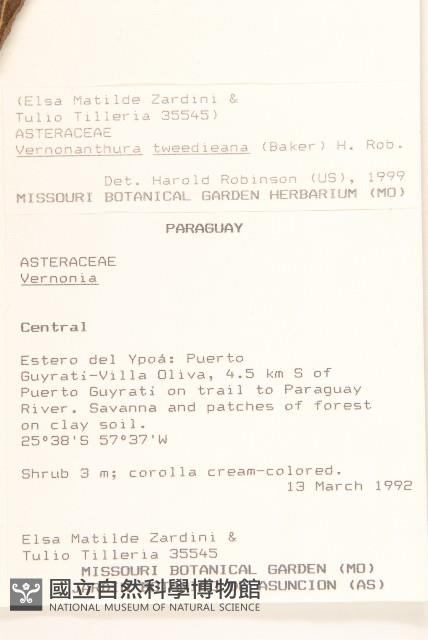 (Elsa Matilde Zardini &
Tulio Tilleria 35545)
ASTERACEAE
Vernonanthura tweedieana (Baker) H. Rob.
Det. Harold Robinson (US), 1999
MISSOURI BOTANICAL GARDEN HERBARIUM (MO)
PARAGUAY
ASTERACEAE
Vernonia
Central
Estero del Ypoá: Puerto
Guyrati-Villa Oliva, 4.5 km S of
Puerto Guyrati on trail to Paraguay
River. Savanna and patches of forest
on clay soil.
25°38'S 57°37'W
Shrub 3 m; corolla cream-colored.
13 March 1992
Elsa Matilde Zardini &
Tulio Tilleria 35545
MISSOURI BOTANICAL GARDEN (MO)
ASUNCION (AS)
國立自然科學博物館
NATIONAL MUSEUM OF NATURAL SCIENCE